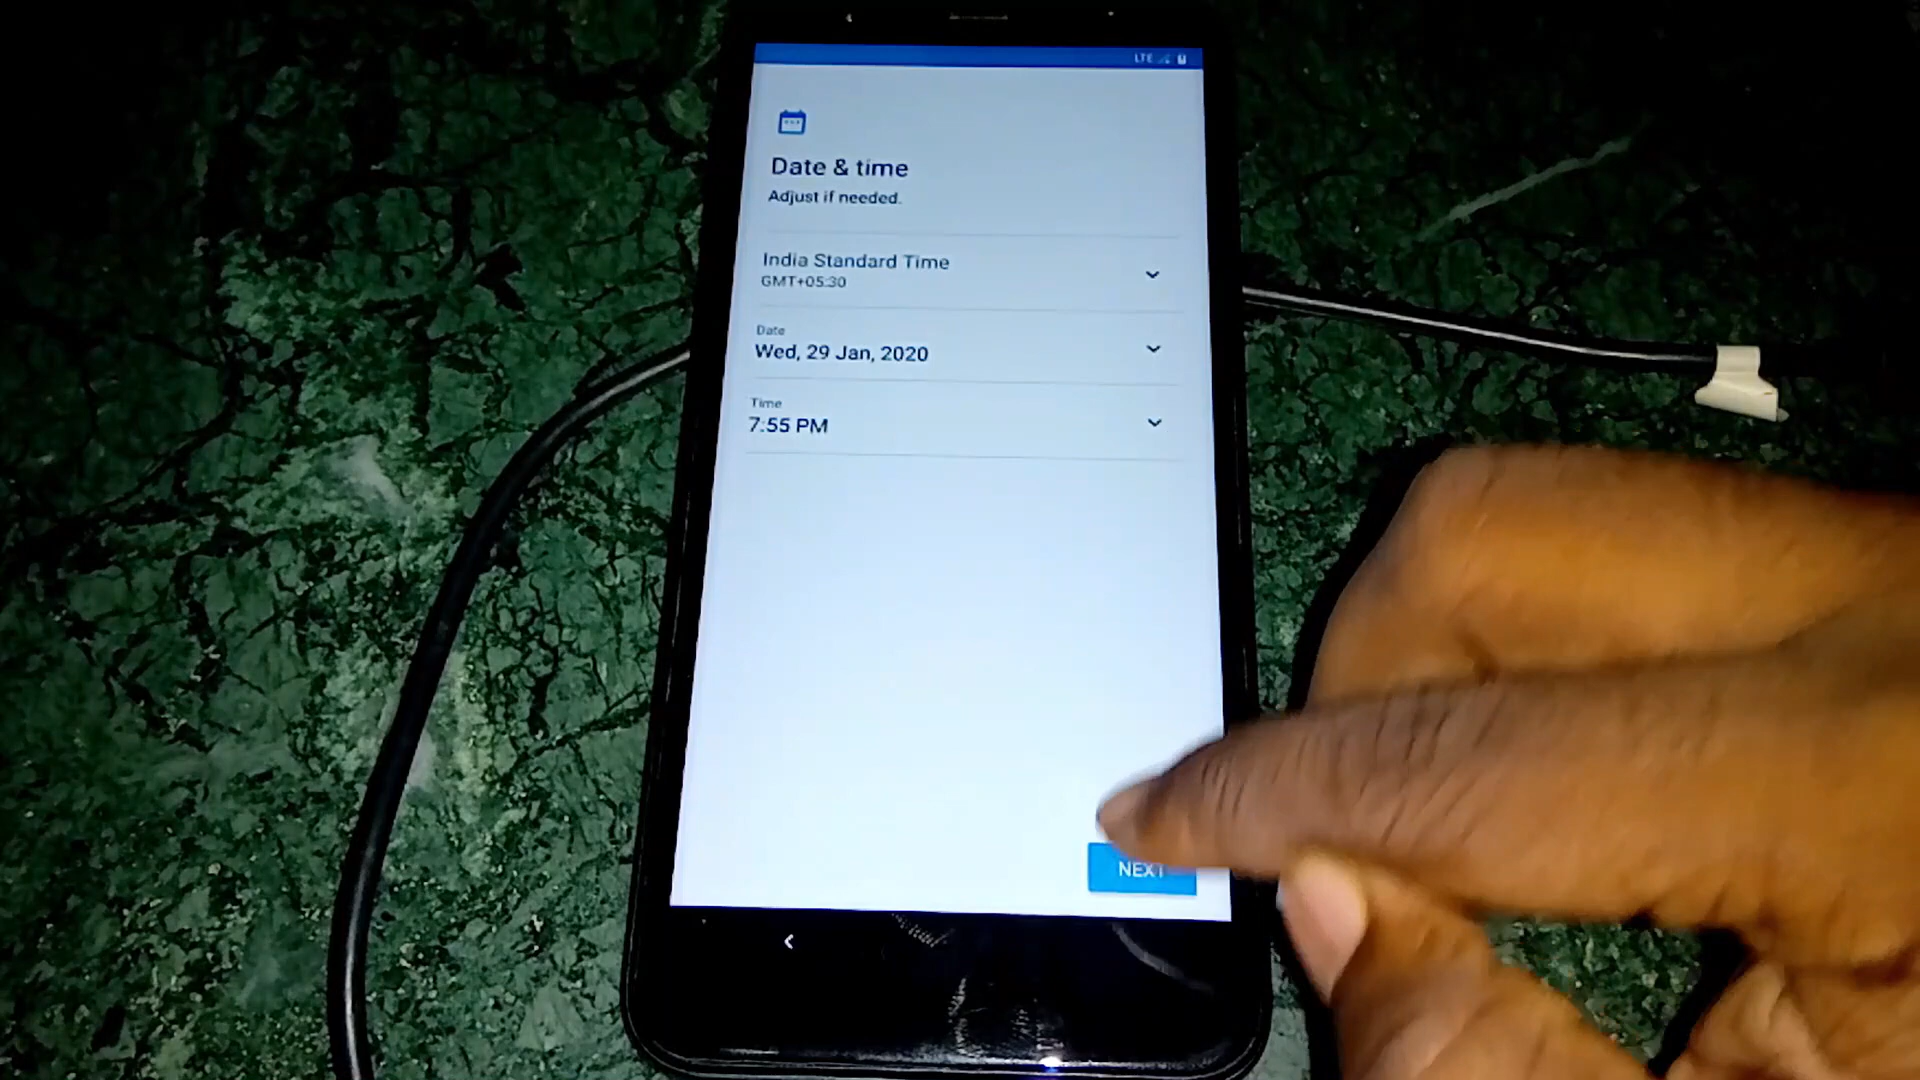 LTE
Date & time
Adjust if needed.
India Standard Time
GMT+05:30
Date
Wed, 29 Jan, 2020
Time
7:55 PM
NEXT